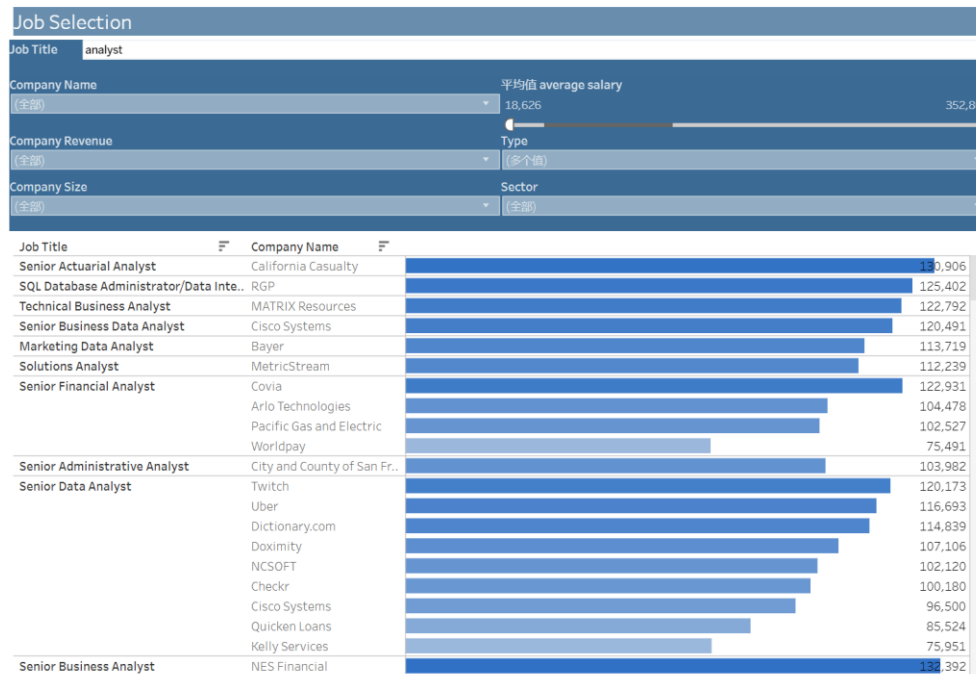 Job Selection
Job Title analyst
Company Name 平均值 average salary
(全部) 18,626 352,8
Company Revenue Type
(全部) (多个值)
Company Size Sector
(全部) (全部)
Job Title Company Name
Senior Actuarial Analyst California Casualty 130,906
SQL Database Administrator/Data Inte.. RGP 125,402
Technical Business Analyst MATRIX Resources 122,792
Senior Business Data Analyst Cisco Systems 120,491
Marketing Data Analyst Bayer 113,719
Solutions Analyst MetricStream 112,239
Senior Financial Analyst Covia 122,931
Arlo Technologies 104,478
Pacific Gas and Electric 102,527
Worldpay 75,491
Senior Administrative Analyst City and County of San Fr.. 103,982
Senior Data Analyst Twitch 120,173
Uber 116,693
Dictionary.com 114,839
Doximity 107,106
NCSOFT 102,120
Checkr 100,180
Cisco Systems 96,500
Quicken Loans 85,524
Kelly Services 75,951
Senior Business Analyst NES Financial 132,392